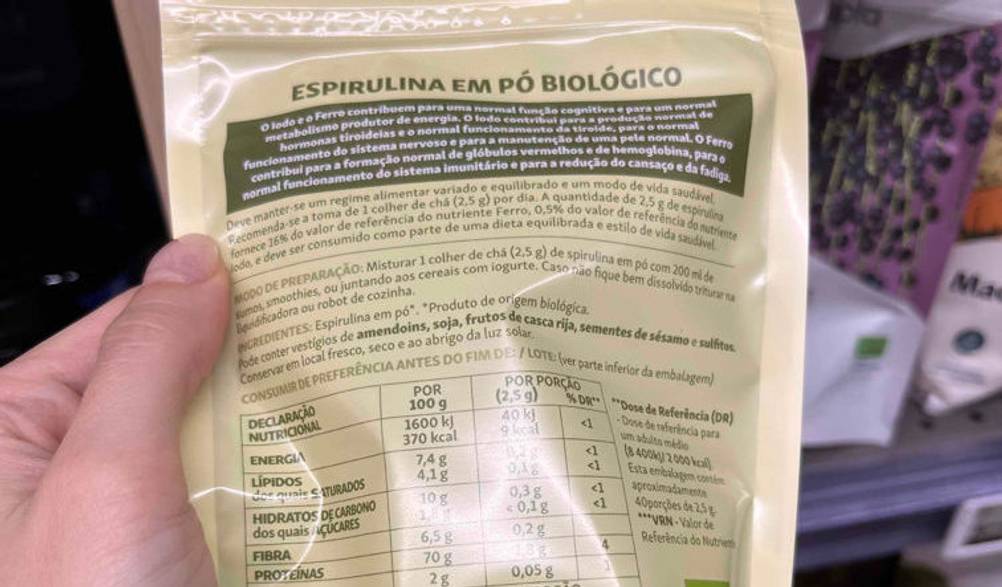 ESPIRULINA EM PÓ BIOLÓGICO
O Iodo e o Ferro contribuem para uma normal função cognitiva e para um normal
metabolismo produtor de energia. O Iodo contribui para a produção normal de
hormonas tiroideias e o normal funcionamento da tiroide, para o normal
funcionamento do sistema nervoso e para a manutenção de uma pele normal. O Ferro
contribui para a formação normal de glóbulos vermelhos e de hemoglobina, para o
normal funcionamento do sistema imunitário e para a redução do cansaço e da fadiga.
Deve manter-se um regime alimentar variado e equilibrado e um modo de vida saudável.
Recomenda-se a toma de 1 colher de chá (2,5 g) por dia. A quantidade de 2,5 g de espirulina
fornece 16% do valor de referência do nutriente Ferro, 0,5% do valor de referência do nutriente
Iodo, e deve ser consumido como parte de uma dieta equilibrada e estilo de vida saudável.
MODO DE PREPARAÇÃO: Misturar 1 colher de chá (2,5 g) de spirulina em pó com 200 ml de
sumos, smoothies, ou juntando aos cereais com iogurte. Caso não fique bem dissolvido triturar na
liquidificadora ou robot de cozinha.
INGREDIENTES: Espirulina em pó*. *Produto de origem biológica.
Pode conter vestígios de amendoins, soja, frutos de casca rija, sementes de sésamo e sulfitos.
Conservar em local fresco, seco e ao abrigo da luz solar.
CONSUMIR DE PREFERÊNCIA ANTES DO FIM DE: / LOTE: (ver parte inferior da embalagem)
DECLARAÇÃO NUTRICIONAL POR 100 g POR PORÇÃO (2,5 g) % DR**
ENERGIA 1600 kJ 40 kJ <1
370 kcal 9 kcal
LÍPIDOS 7,4 g 0,2 g <1
dos quais SATURADOS 4,1 g 0,1 g <1
HIDRATOS DE CARBONO 10 g 0,3 g <1
dos quais AÇÚCARES < 0,1 g <1
FIBRA 6,5 g 0,2 g
PROTEÍNAS 70 g 1,8 g 4
2 g 0,05 g 1
**Dose de Referência (DR)
- Dose de referência para
um adulto médio
(8 400kJ/2 000 kcal).
Esta embalagem contém
aproximadamente
40porções de 2,5 g.
***VRN - Valor de
Referência do Nutriente
Ma